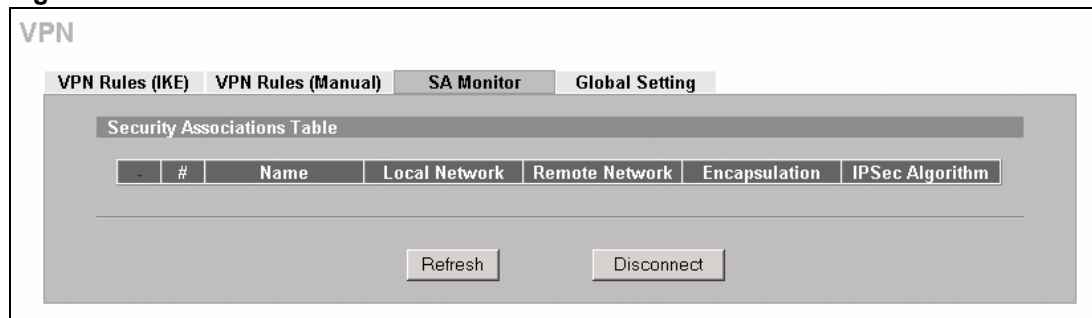 VPN
VPN Rules (IKE) VPN Rules (Manual) SA Monitor Global Setting
Security Associations Table
- # Name Local Network Remote Network Encapsulation IPSec Algorithm
Refresh Disconnect